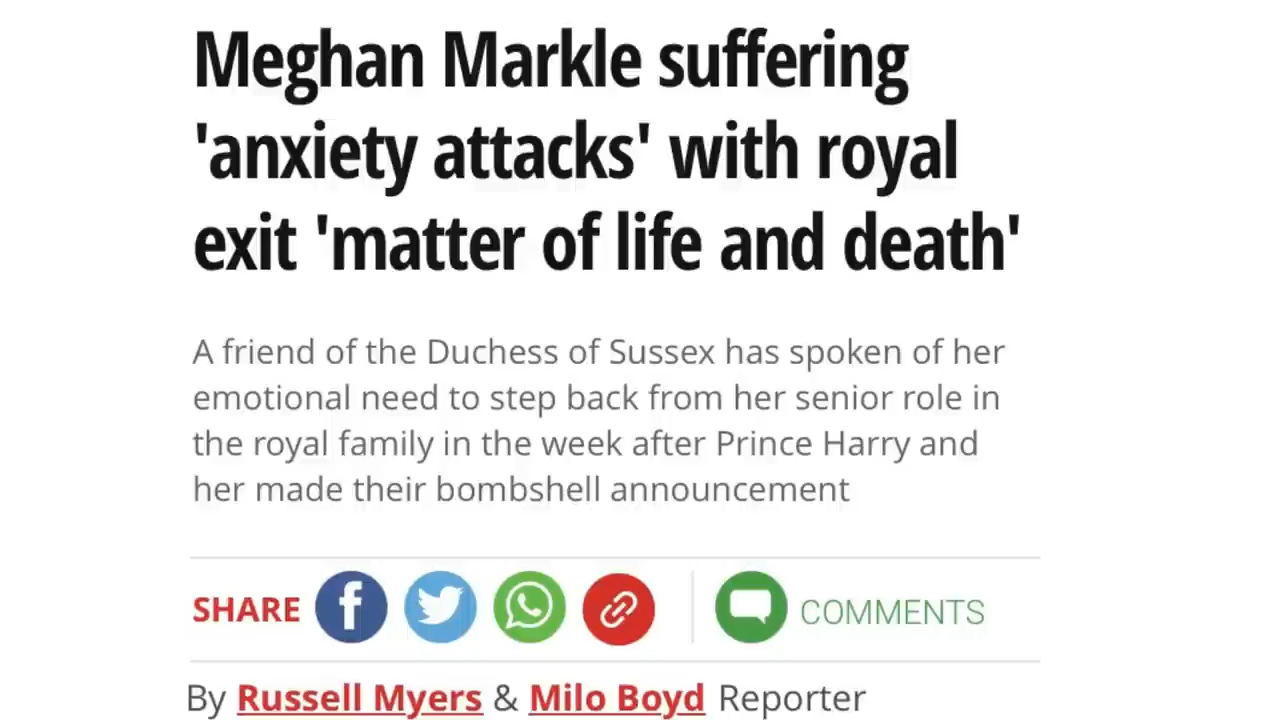 Meghan Markle suffering
'anxiety attacks' with royal
exit 'matter of life and death'
A friend of the Duchess of Sussex has spoken of her
emotional need to step back from her senior role in
the royal family in the week after Prince Harry and
her made their bombshell announcement
SHARE COMMENTS
By Russell Myers & Milo Boyd Reporter